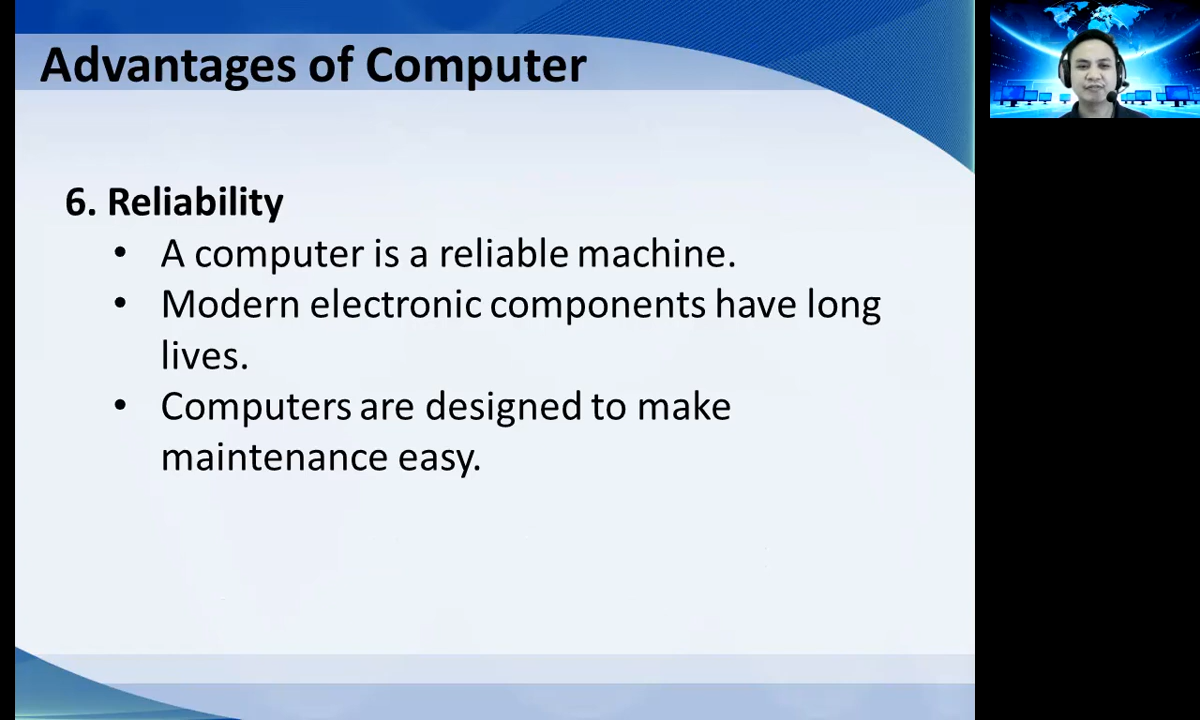 Advantages of Computer
6. Reliability
• A computer is a reliable machine.
• Modern electronic components have long
lives.
• Computers are designed to make
maintenance easy.